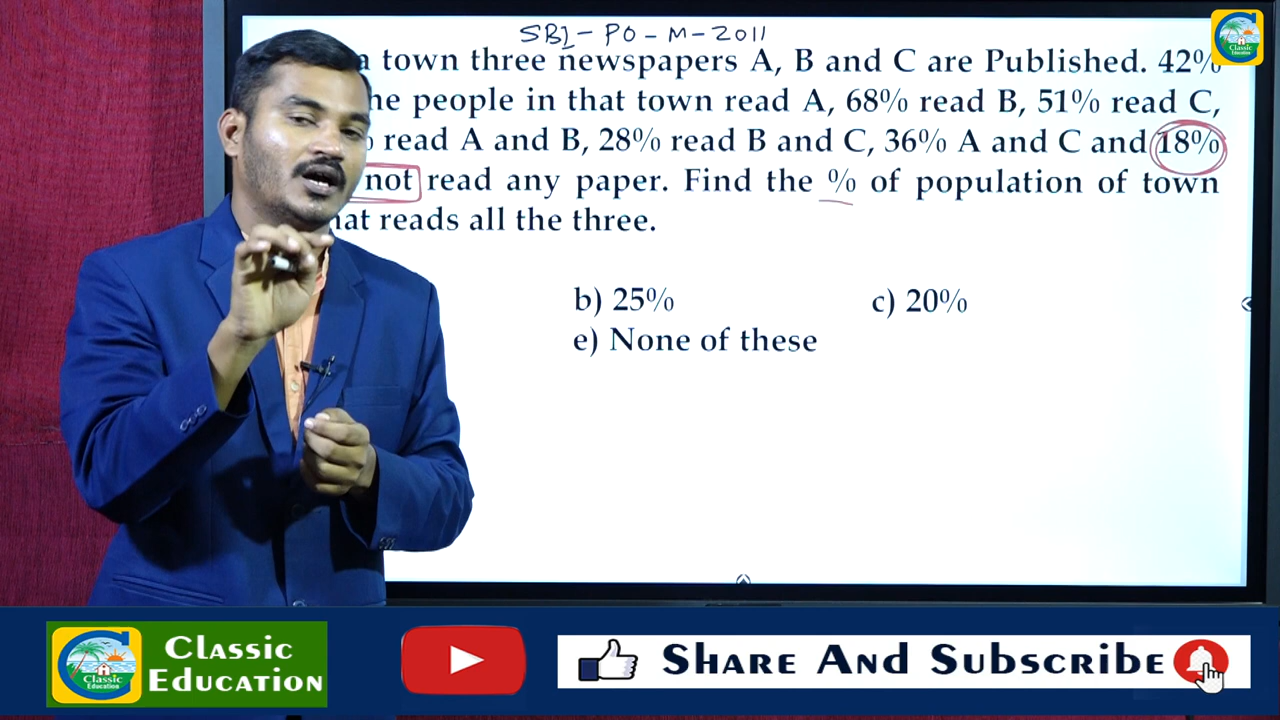 SBI - PO - M - 2011
a town three newspapers A, B and C are Published. 42%
people in that town read A, 68% read B, 51% read C,
read A and B, 28% read B and C, 36% A and C and 18%
not read any paper. Find the % of population of town
reads all the three.
b) 25% c) 20%
e) None of these
Classic
Education
Classic
Education
Classic
Education
Share And Subscribe